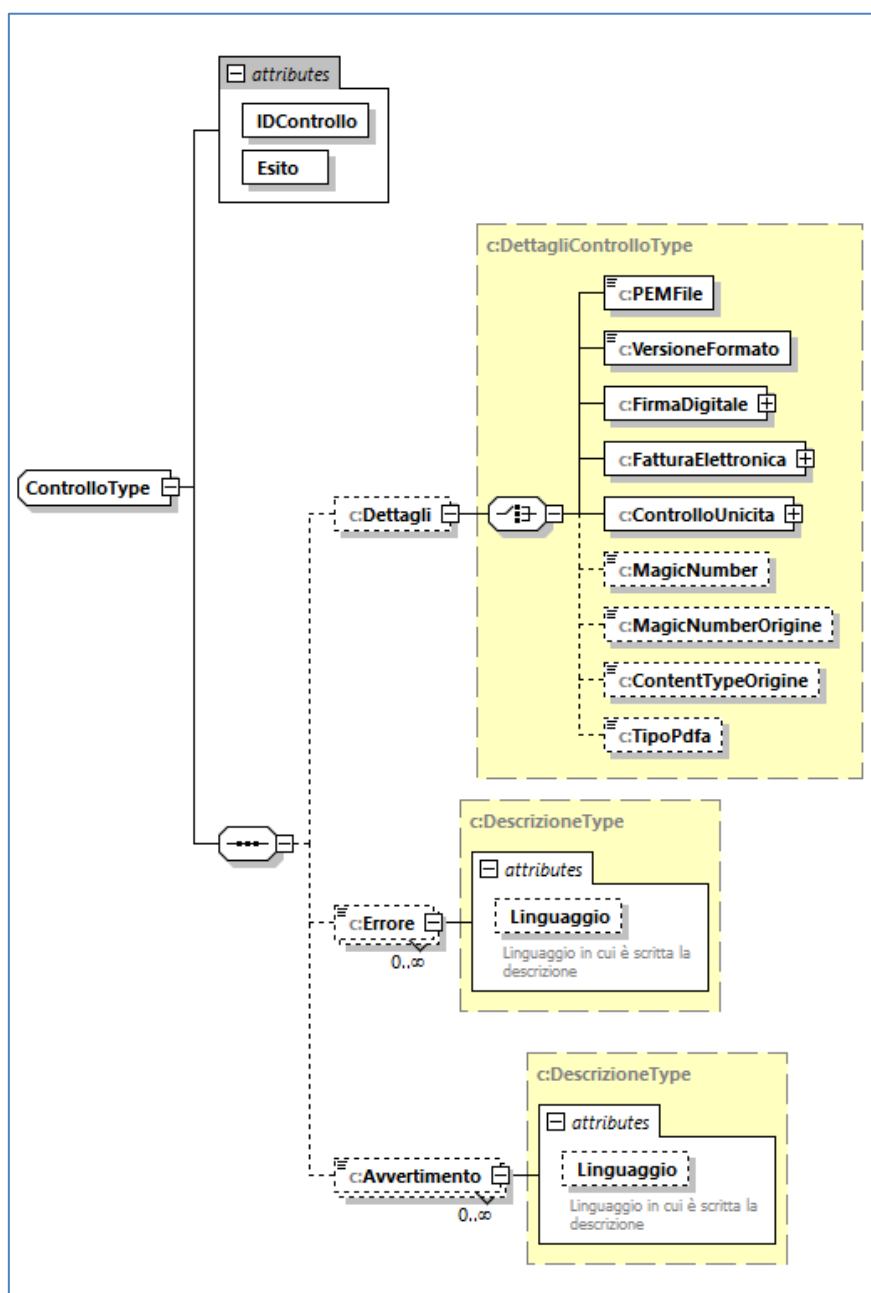 attributes
IDControllo
Esito
ControlloType
c:DettagliControlloType
c:PEMFile
c:VersioneFormato
c:FirmaDigitale
c:FatturaElettronica
c:Dettagli
c:ControlloUnicita
c:MagicNumber
c:MagicNumberOrigine
c:ContentTypeOrigine
c:TipoPdfa
c:DescrizioneType
attributes
c:Errore
0..∞
Linguaggio
Linguaggio in cui è scritta la
descrizione
c:DescrizioneType
attributes
c:Avvertimento
0..∞
Linguaggio
Linguaggio in cui è scritta la
descrizione